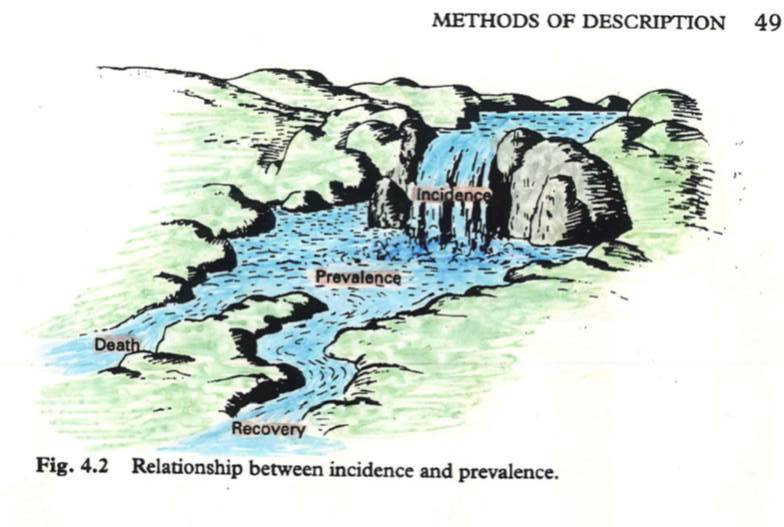 METHODS OF DESCRIPTION 49
Incidence
Prevalence
Death
Recovery
Fig. 4.2 Relationship between incidence and prevalence.